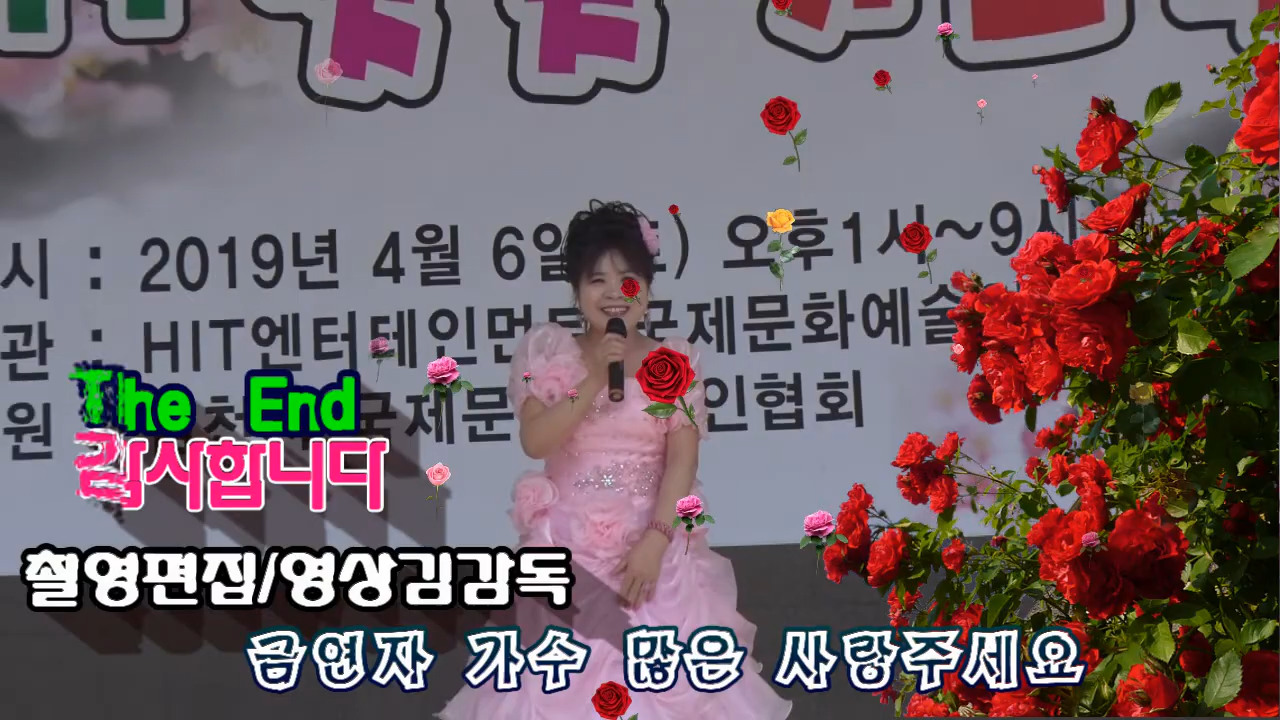 시 : 2019년 4월 6일 토) 오후1시~9시
관 : HIT엔터테인먼트 국제문화예술
원 국제문 인협회
The End
감사합니다
촬영편집/영상김감독
금연자 가수 많은 사랑주세요